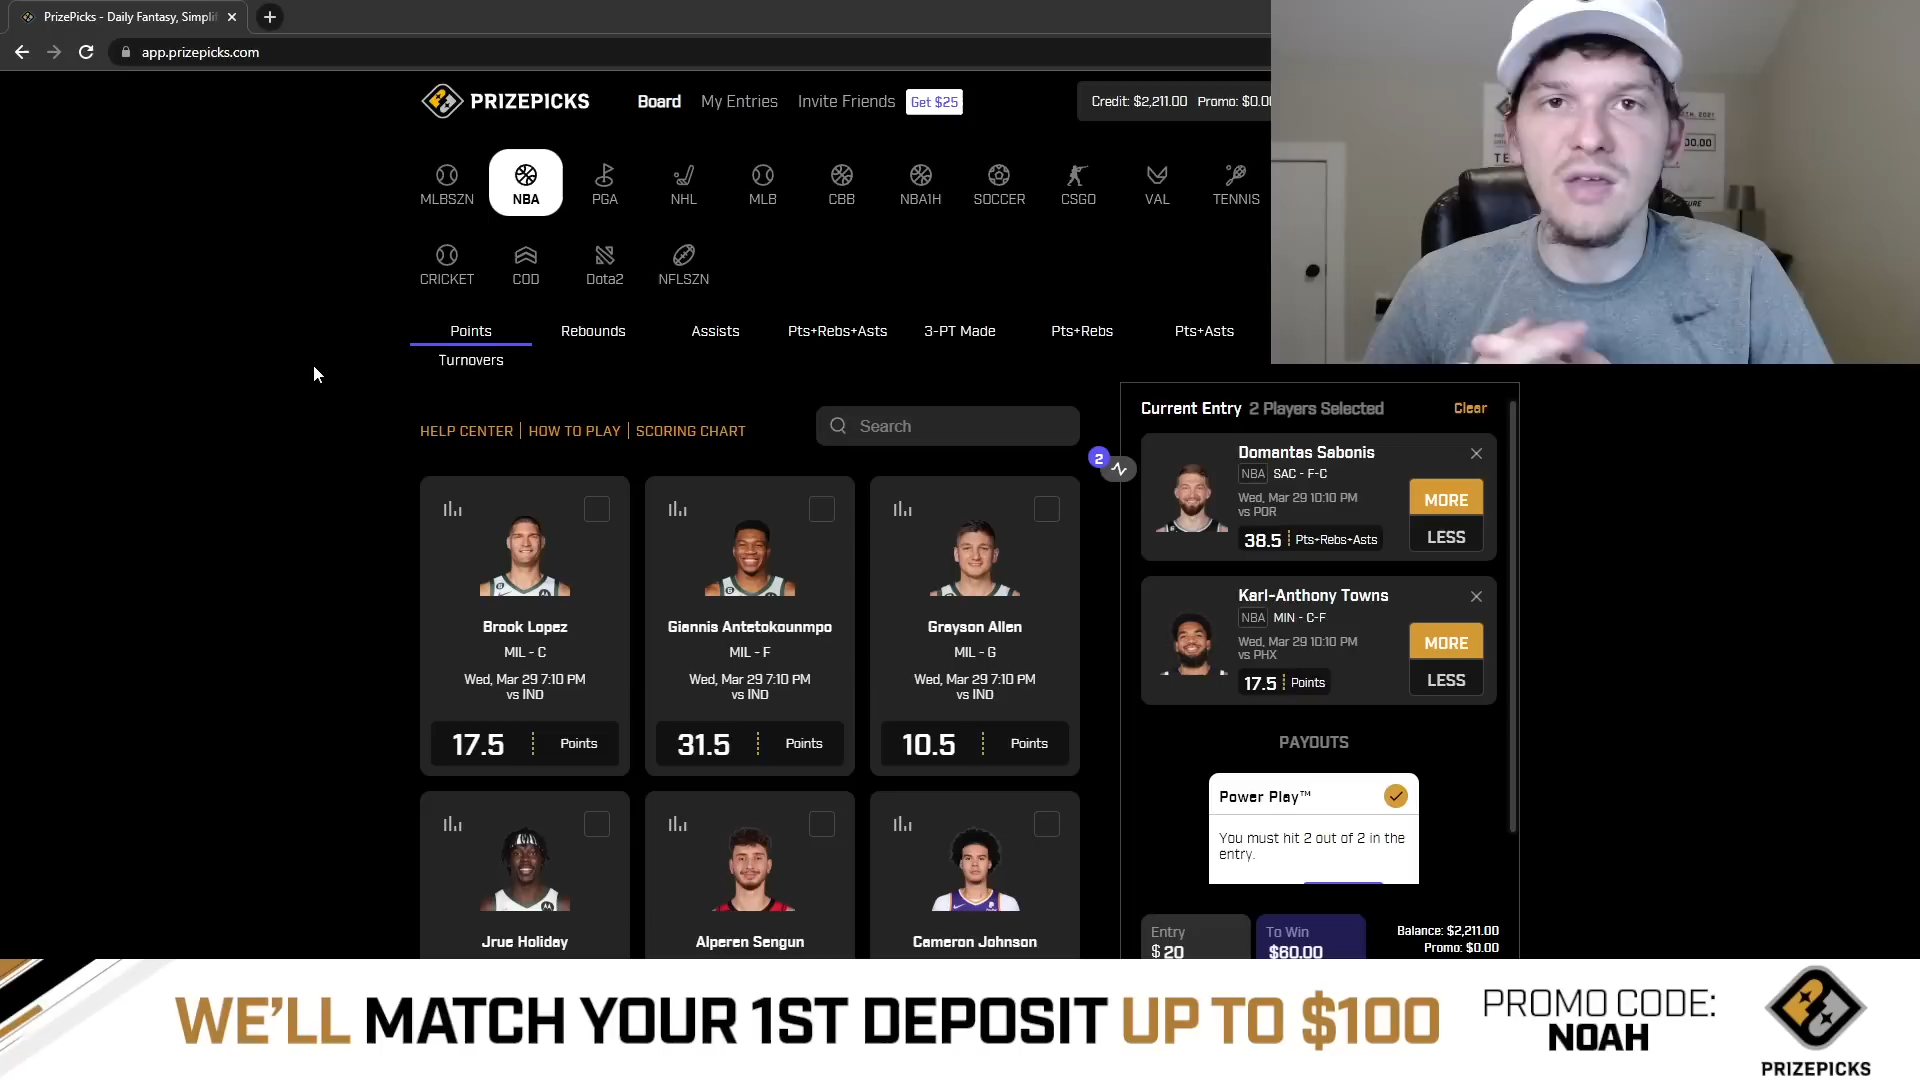 PrizePicks - Daily Fantasy, Simplif
app.prizepicks.com
PRIZEPICKS
Board
My Entries
Invite Friends
Get $25
Credit: $2,211.00 Promo: $0.00
MLBSZN
NBA
PGA
NHL
MLB
CBB
NBA1H
SOCCER
CSGO
VAL
TENNIS
CRICKET
COD
Dota2
NFLSZN
Points
Rebounds
Assists
Pts+Rebs+Asts
3-PT Made
Pts+Rebs
Pts+Asts
Turnovers
HELP CENTER | HOW TO PLAY | SCORING CHART
Search
Brook Lopez
MIL - C
Wed, Mar 29 7:10 PM
vs IND
17.5 Points
Giannis Antetokounmpo
MIL - F
Wed, Mar 29 7:10 PM
vs IND
31.5 Points
Grayson Allen
MIL - G
Wed, Mar 29 7:10 PM
vs IND
10.5 Points
Jrue Holiday
Alperen Sengun
Cameron Johnson
2
Current Entry 2 Players Selected
Clear
Domantas Sabonis
NBA SAC - F-C
Wed, Mar 29 10:10 PM
vs POR
38.5 Pts+Rebs+Asts
MORE
LESS
Karl-Anthony Towns
NBA MIN - C-F
Wed, Mar 29 10:10 PM
vs PHX
17.5 Points
MORE
LESS
PAYOUTS
Power Play™
You must hit 2 out of 2 in the
entry.
Entry
$ 20
To Win
$60.00
Balance: $2,211.00
Promo: $0.00
WE'LL MATCH YOUR 1ST DEPOSIT UP TO $100
PROMO CODE:
NOAH
PRIZEPICKS